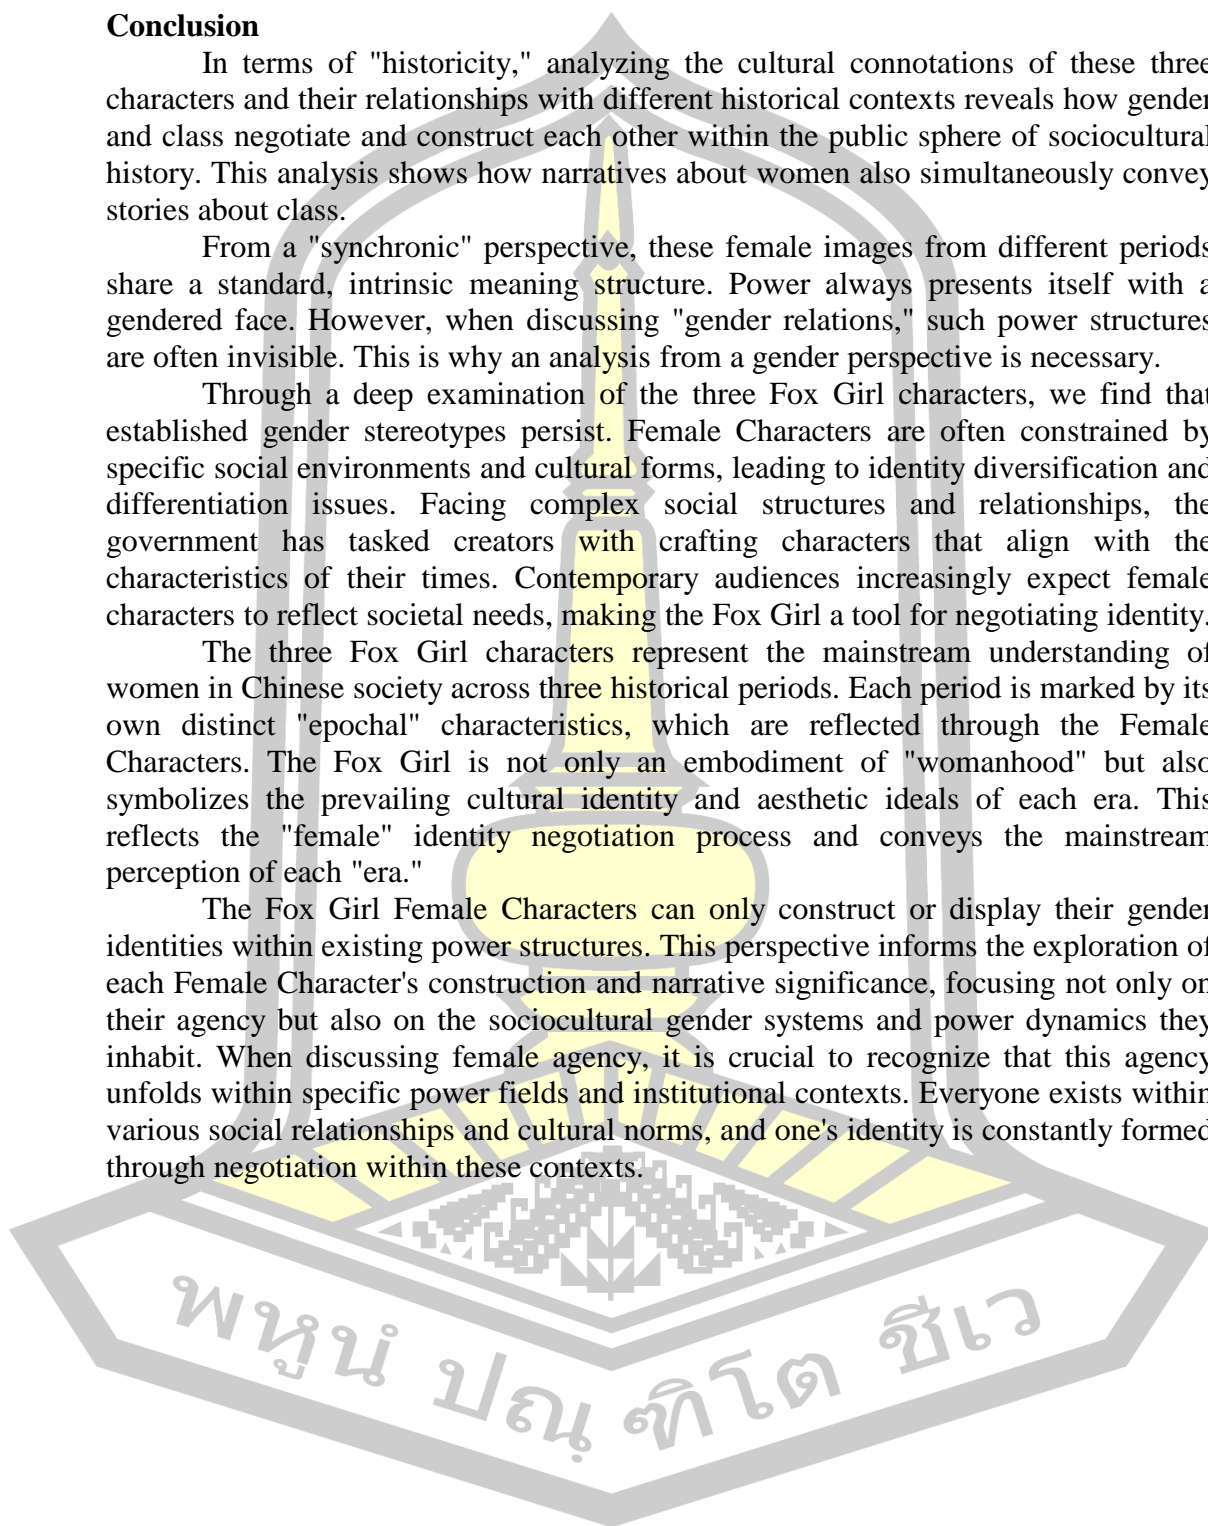 Conclusion
In terms of "historicity," analyzing the cultural connotations of these three
characters and their relationships with different historical contexts reveals how gender
and class negotiate and construct each other within the public sphere of sociocultural
history. This analysis shows how narratives about women also simultaneously convey
stories about class.
From a "synchronic" perspective, these female images from different periods
share a standard, intrinsic meaning structure. Power always presents itself with a
gendered face. However, when discussing "gender relations," such power structures
are often invisible. This is why an analysis from a gender perspective is necessary.
Through a deep examination of the three Fox Girl characters, we find that
established gender stereotypes persist. Female Characters are often constrained by
specific social environments and cultural forms, leading to identity diversification and
differentiation issues. Facing complex social structures and relationships, the
government has tasked creators with crafting characters that align with the
characteristics of their times. Contemporary audiences increasingly expect female
characters to reflect societal needs, making the Fox Girl a tool for negotiating identity.
The three Fox Girl characters represent the mainstream understanding of
women in Chinese society across three historical periods. Each period is marked by its
own distinct "epochal" characteristics, which are reflected through the Female
Characters. The Fox Girl is not only an embodiment of "womanhood" but also
symbolizes the prevailing cultural identity and aesthetic ideals of each era. This
reflects the "female" identity negotiation process and conveys the mainstream
perception of each "era."
The Fox Girl Female Characters can only construct or display their gender
identities within existing power structures. This perspective informs the exploration of
each Female Character's construction and narrative significance, focusing not only on
their agency but also on the sociocultural gender systems and power dynamics they
inhabit. When discussing female agency, it is crucial to recognize that this agency
unfolds within specific power fields and institutional contexts. Everyone exists within
various social relationships and cultural norms, and one's identity is constantly formed
through negotiation within these contexts.
พหูนํ ปณฺ ฑิโต ชีเว